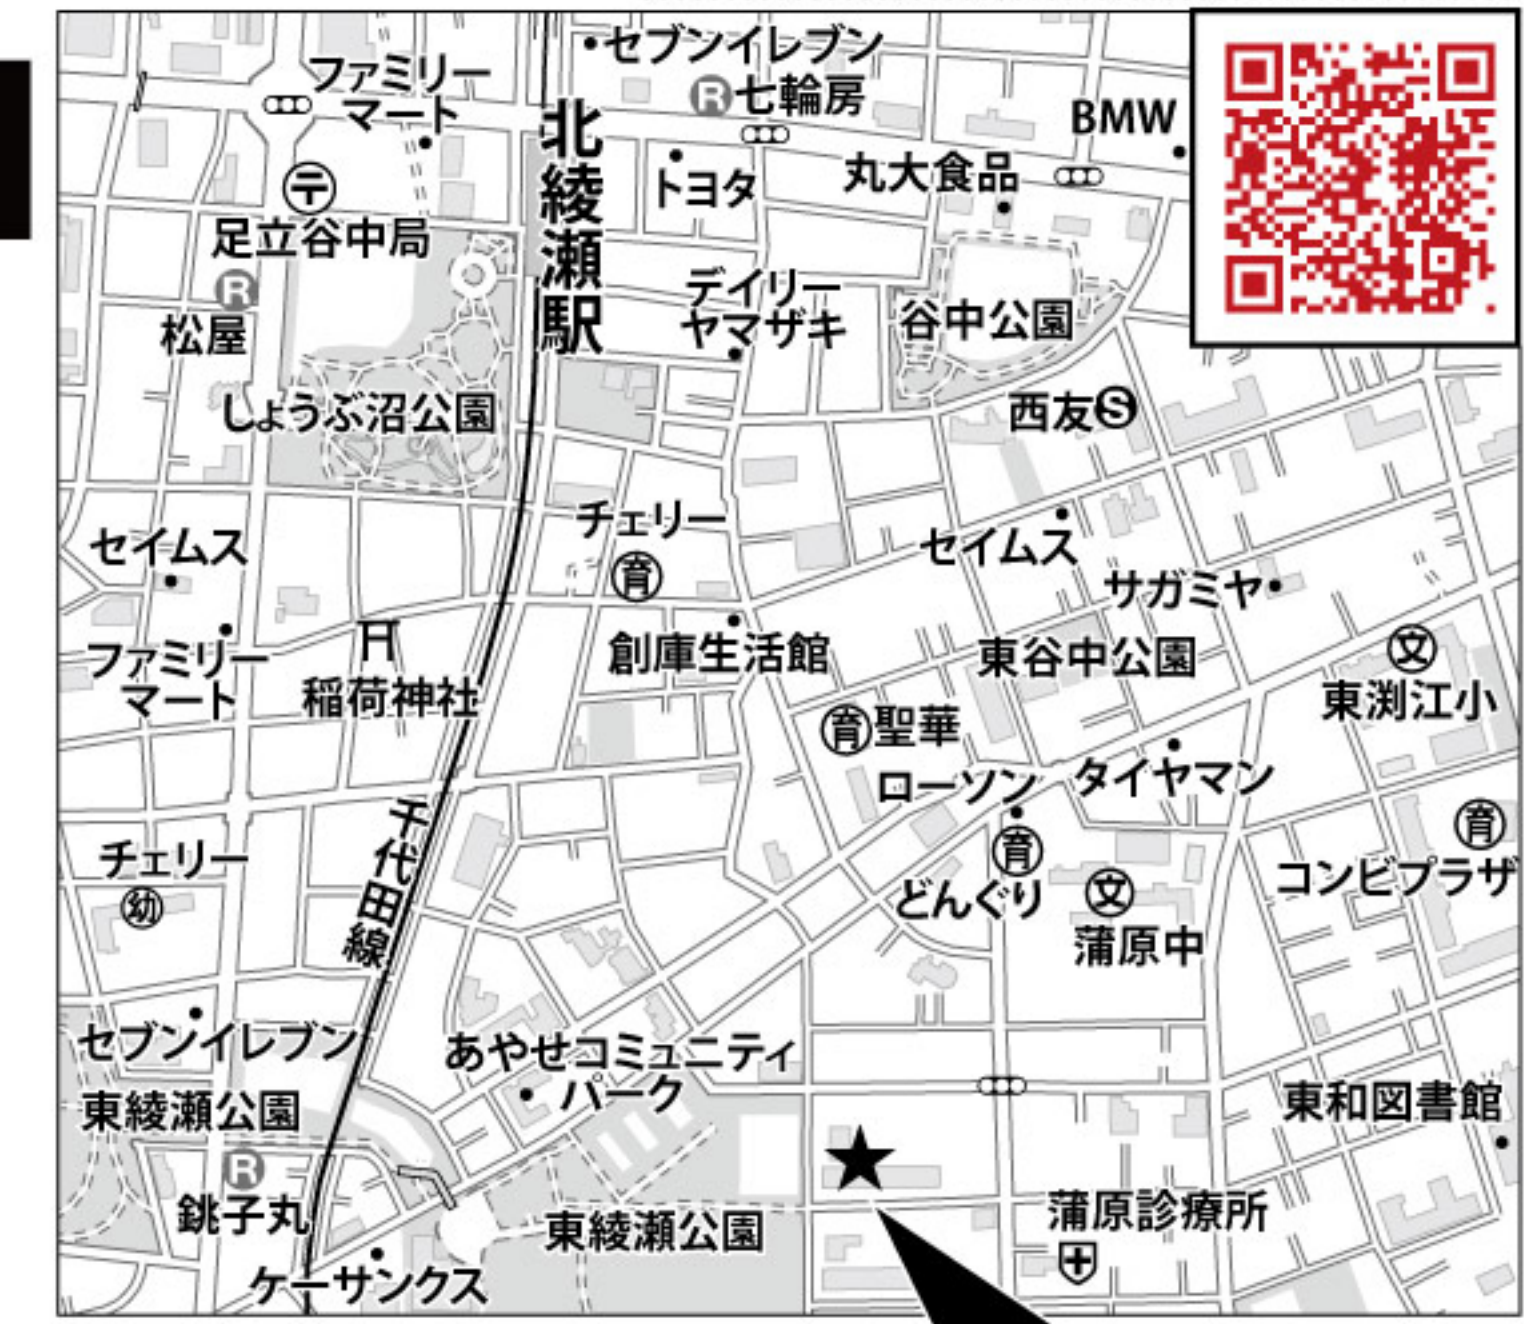 セブンイレブン
ファミリー
マート
R七輪房
BMW
北綾瀬駅
トヨタ
丸大食品
〒
足立谷中局
R
松屋
デイリー
ヤマザキ
谷中公園
しょうぶ沼公園
西友Ⓢ
チェリー
育
セイムス
セイムス
サガミヤ
ファミリー
マート
稲荷神社
創庫生活館
東谷中公園
文
東渕江小
育聖華
ローソン
タイヤマン
千代田線
チェリー
幼
育
どんぐり
文
蒲原中
育
コンビプラザ
セブンイレブン
あやせコミュニティ
パーク
東綾瀬公園
東和図書館
R
銚子丸
東綾瀬公園
蒲原診療所
ケーサンクス